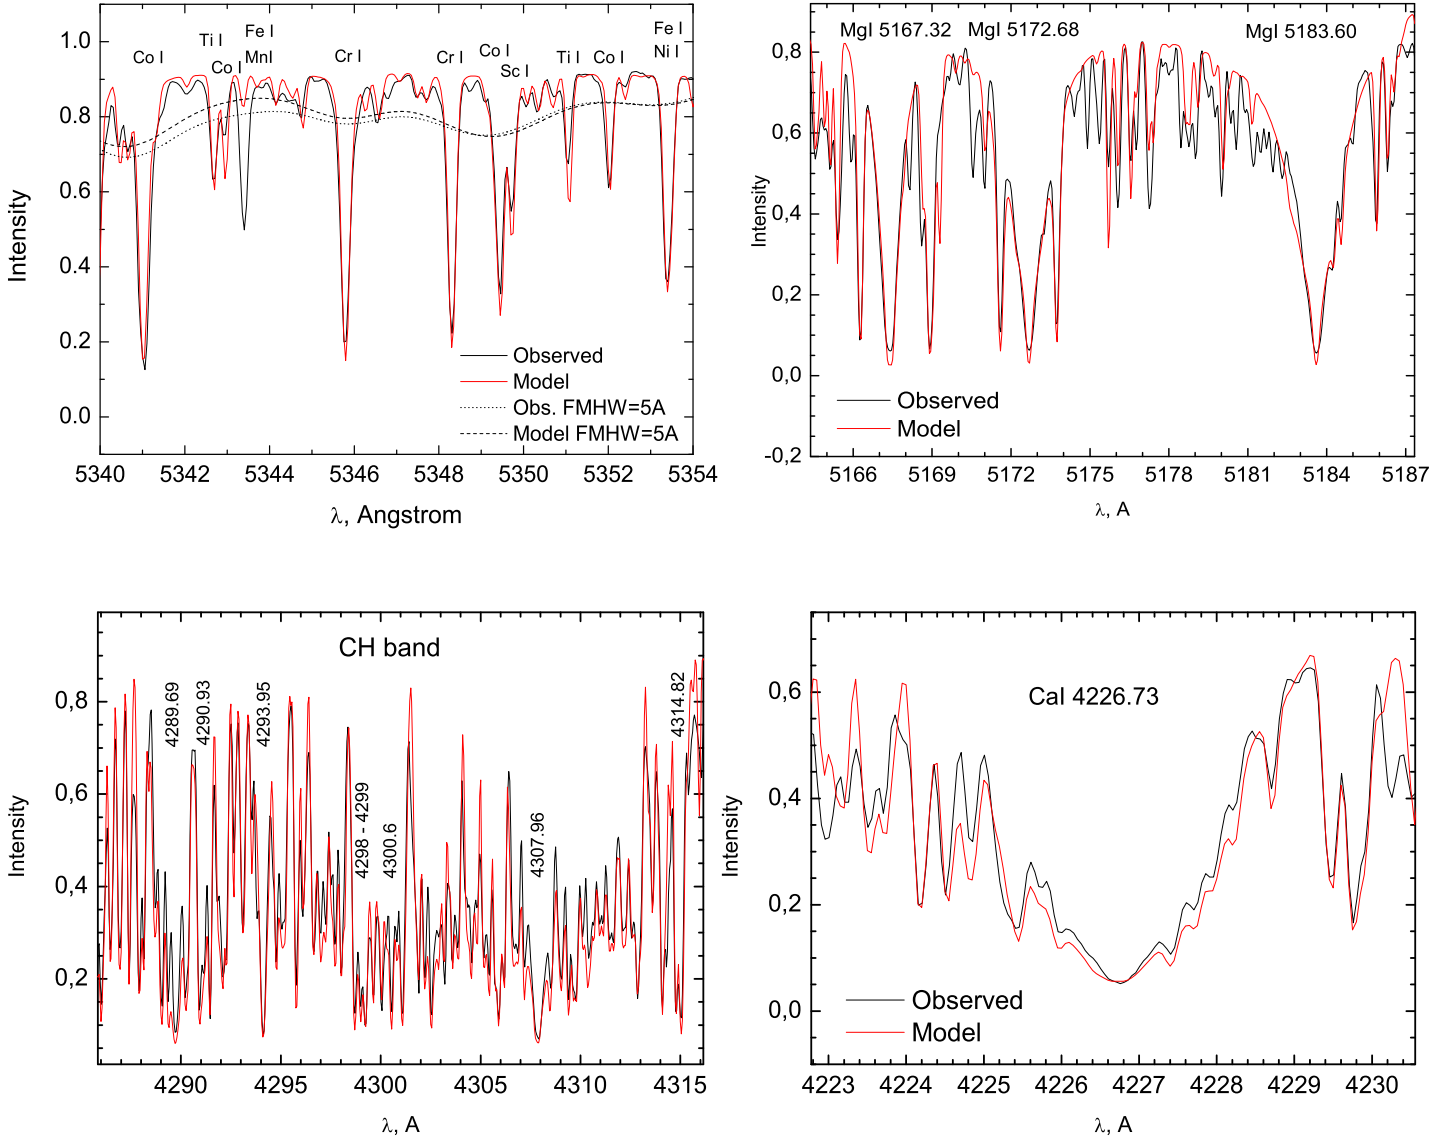 Fe I
Fe I
Ti I
Co I
Ni I
Co I
Co I
MnI
Cr I
Cr I
Sc I
Ti I
Co I
1.0
0.8
0.6
0.4
0.2
0.0
Intensity
Observed
Model
Obs. FMHW=5A
Model FMHW=5A
5340 5342 5344 5346 5348 5350 5352 5354
λ, Angstrom
MgI 5167.32 MgI 5172.68 MgI 5183.60
0,8
0,6
0,4
0,2
0,0
-0,2
Intensity
Observed
Model
5166 5169 5172 5175 5178 5181 5184 5187
λ, A
CH band
4289.69
4290.93
4293.95
4298 - 4299
4300.6
4307.96
4314.82
0,8
0,6
0,4
0,2
Intensity
4290 4295 4300 4305 4310 4315
λ, A
CaI 4226.73
0,6
0,4
0,2
0,0
Intensity
Observed
Model
4223 4224 4225 4226 4227 4228 4229 4230
λ, A